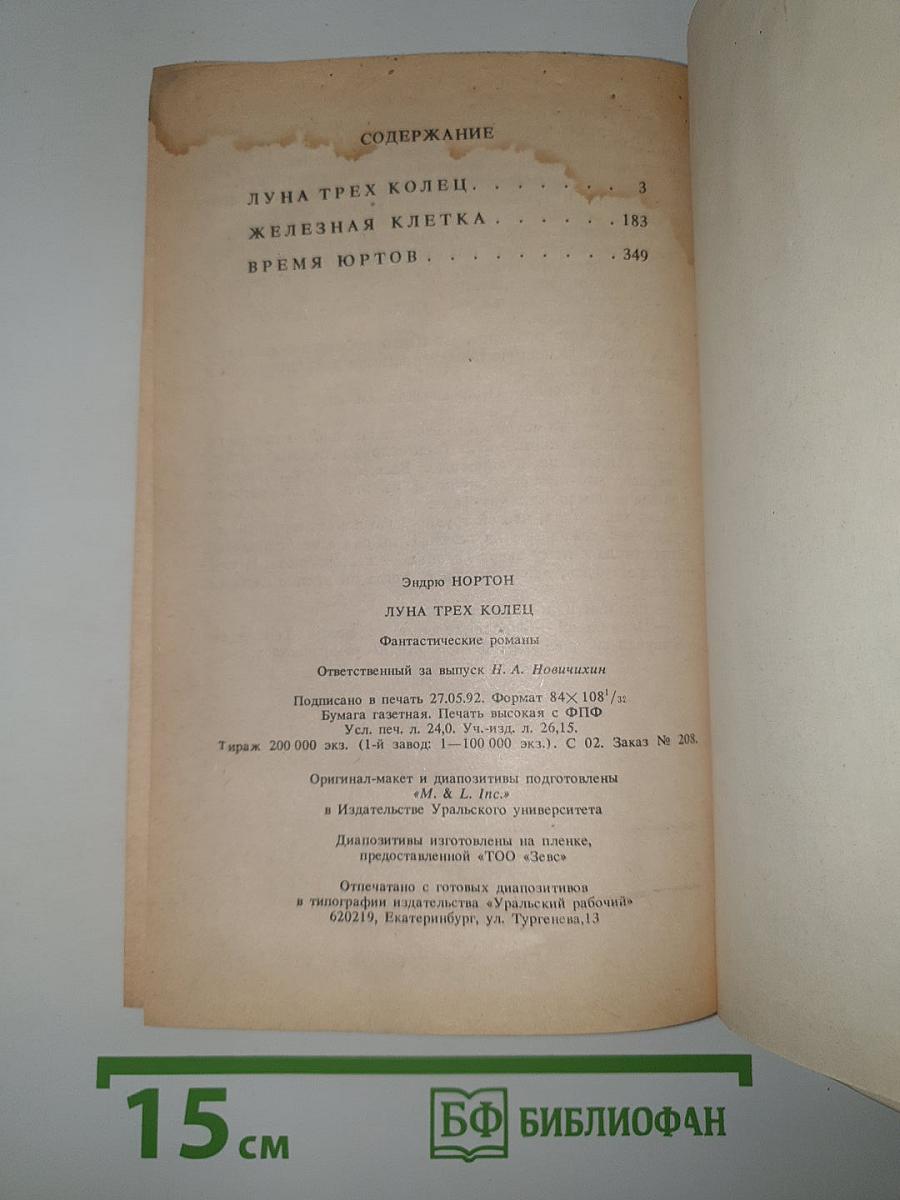 СОДЕРЖАНИЕ
ЛУНА ТРЕХ КОЛЕЦ. . . . . . . 3
ЖЕЛЕЗНАЯ КЛЕТКА . . . . . . 183
ВРЕМЯ ЮРТОВ . . . . . . . . . 349
Эндрю НОРТОН
ЛУНА ТРЕХ КОЛЕЦ
Фантастические романы
Ответственный за выпуск Н. А. Новичихин
Подписано в печать 27.05.92. Формат 84×108¹/₃₂
Бумага газетная. Печать высокая с ФПФ
Усл. печ. л. 24,0. Уч.-изд. л. 26,15.
Тираж 200 000 экз. (1-й завод: 1—100 000 экз.). С 02. Заказ № 208.
Оригинал-макет и диапозитивы подготовлены
«M. & L. Inc.»
в Издательстве Уральского университета
Диапозитивы изготовлены на пленке,
предоставленной «ТОО «Зевс»
Отпечатано с готовых диапозитивов
в типографии издательства «Уральский рабочий»
620219, Екатеринбург, ул. Тургенева,13
15 см
БФ БИБЛИОФАН